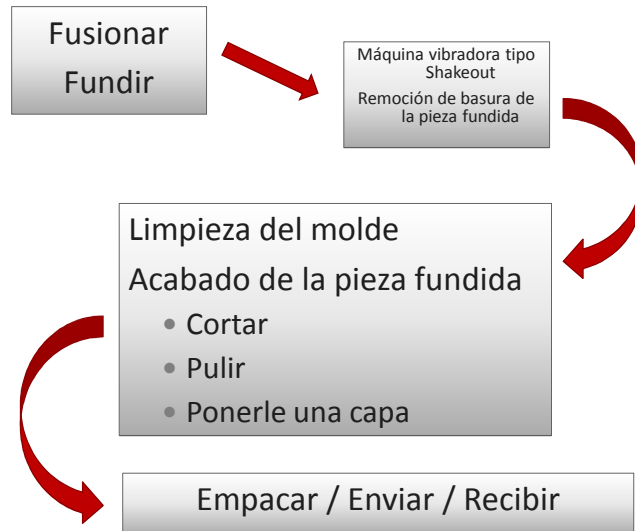 Fusionar
Fundir
Máquina vibradora tipo
Shakeout
Remoción de basura de
la pieza fundida
Limpieza del molde
Acabado de la pieza fundida
• Cortar
• Pulir
• Ponerle una capa
Empacar / Enviar / Recibir